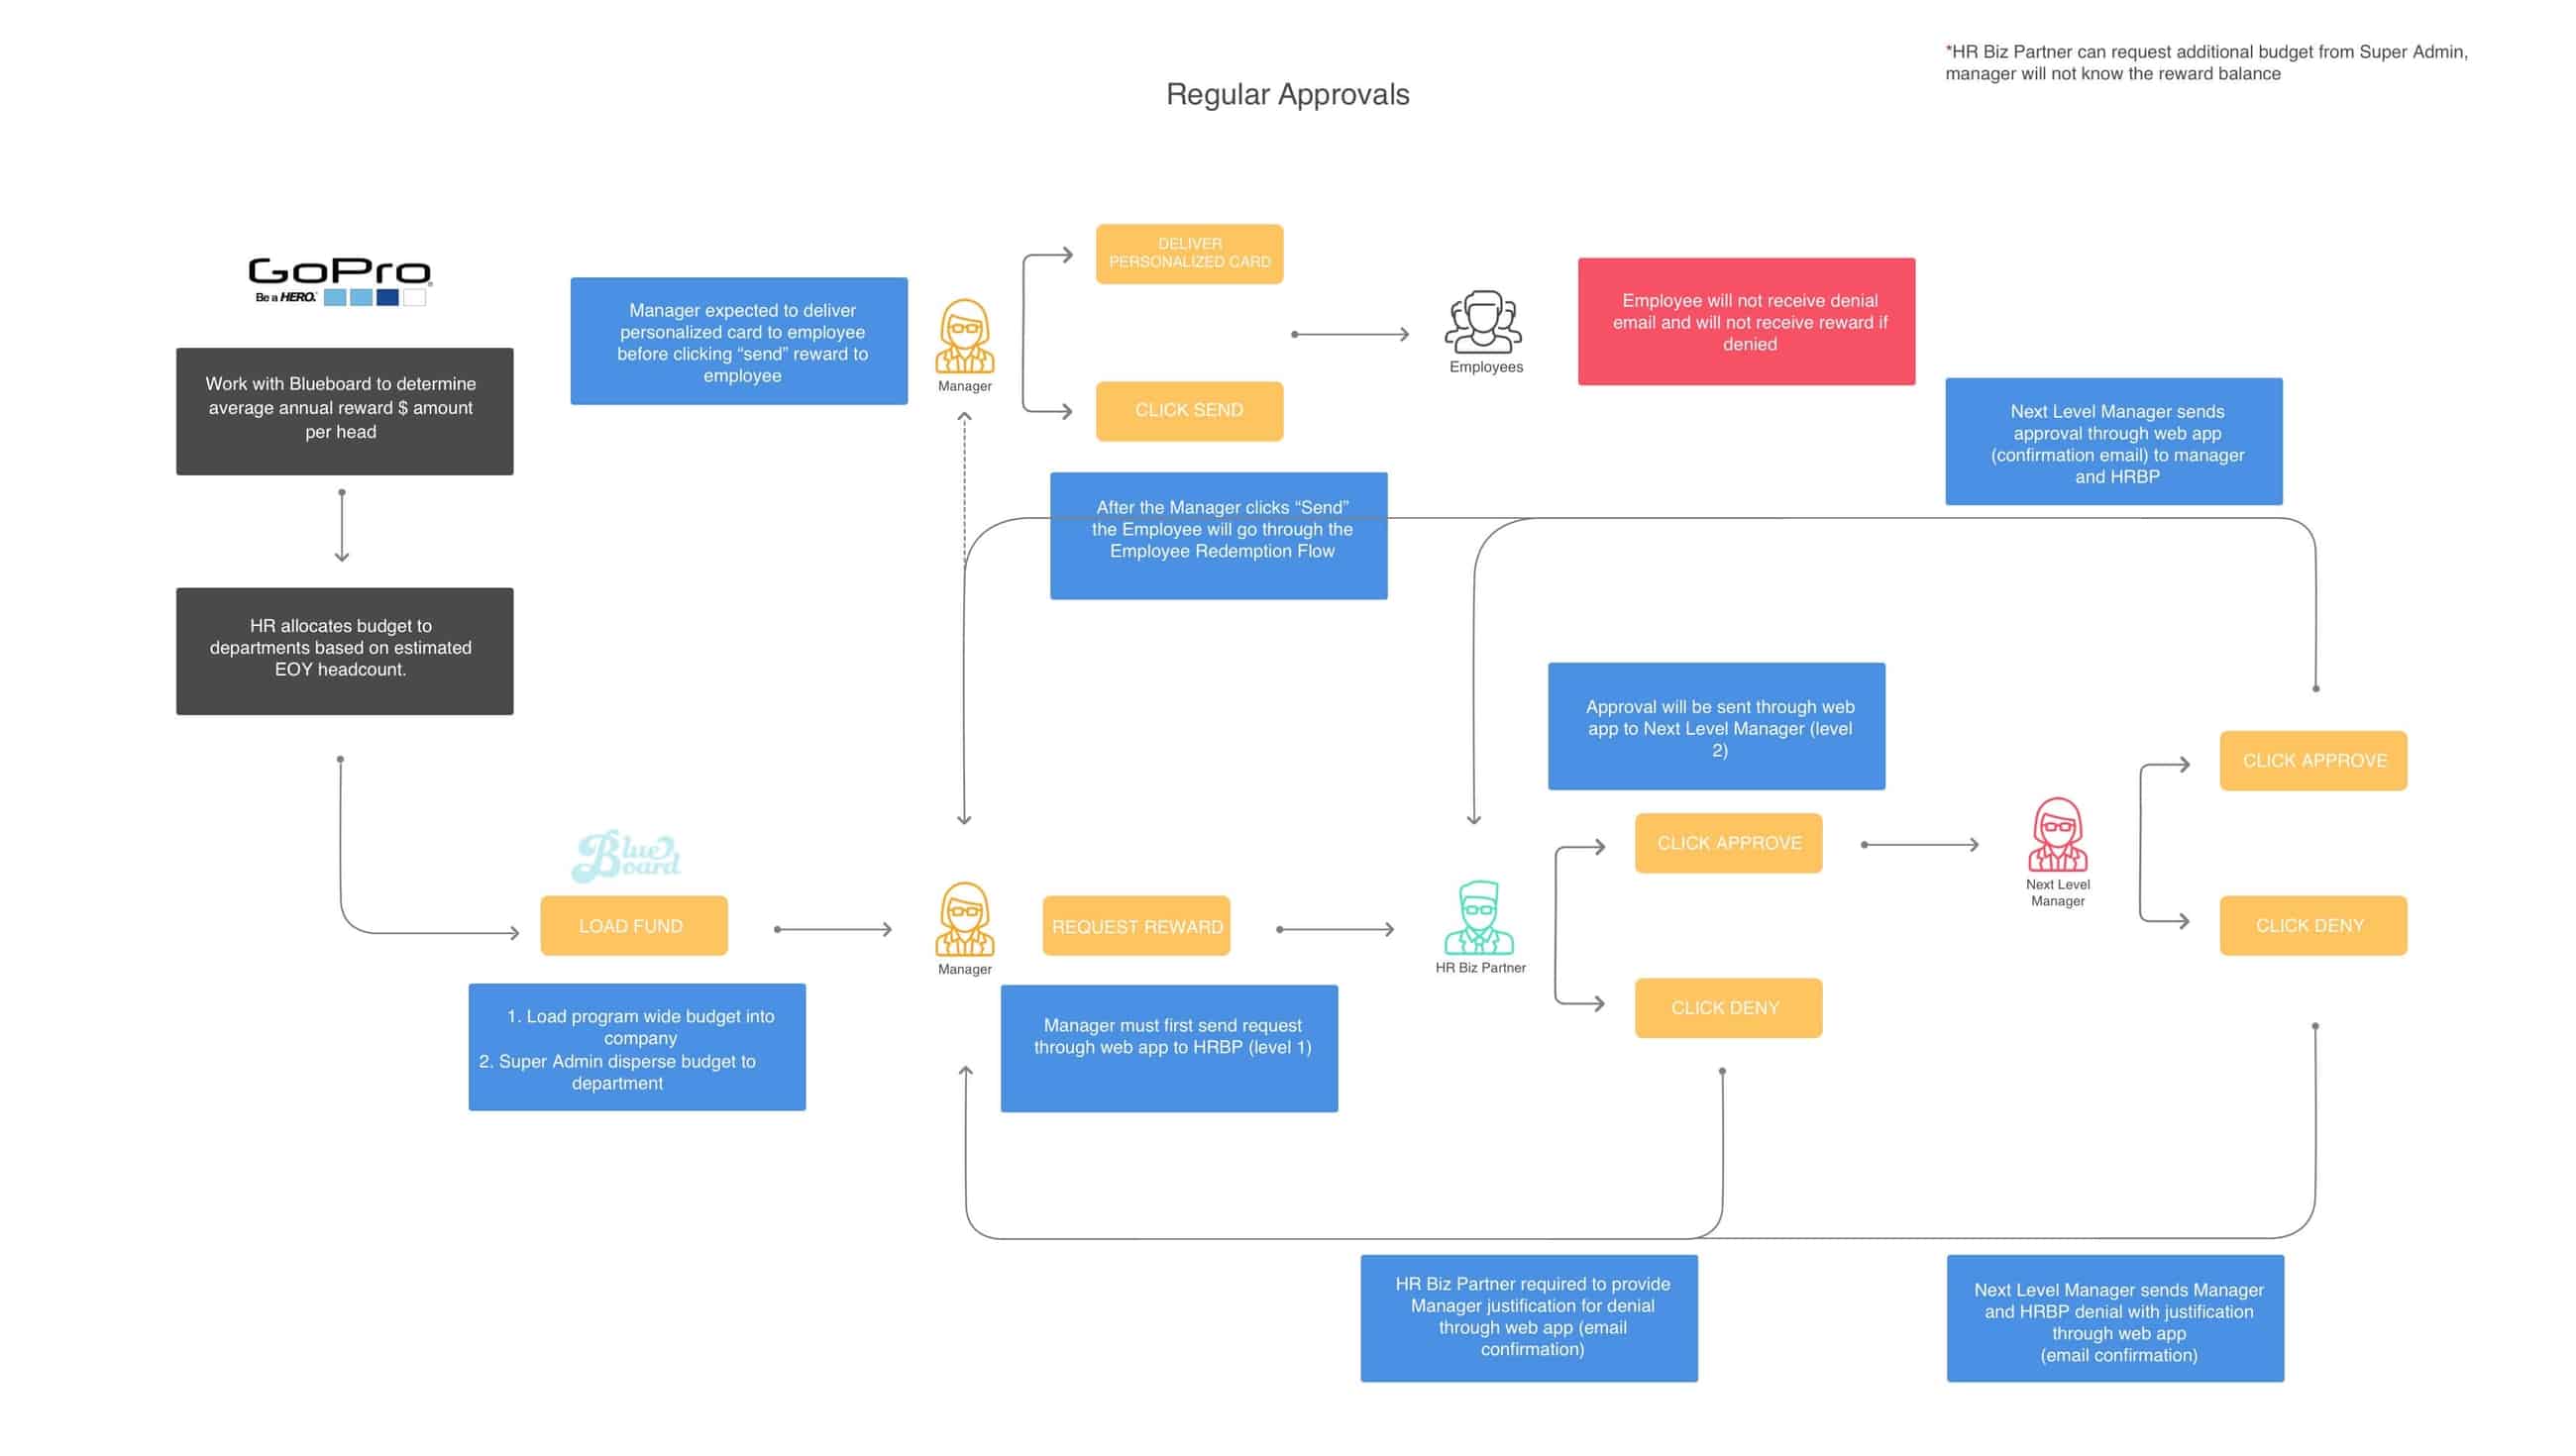 *HR Biz Partner can request additional budget from Super Admin,
manager will not know the reward balance
Regular Approvals
GoPro
Be a HERO.
Work with Blueboard to determine
average annual reward $ amount
per head
HR allocates budget to
departments based on estimated
EOY headcount.
Manager expected to deliver
personalized card to employee
before clicking “send” reward to
employee
Manager
DELIVER
PERSONALIZED CARD
CLICK SEND
Employees
Employee will not receive denial
email and will not receive reward if
denied
Next Level Manager sends
approval through web app
(confirmation email) to manager
and HRBP
After the Manager clicks “Send”
the Employee will go through the
Employee Redemption Flow
Approval will be sent through web
app to Next Level Manager (level
2)
Blue
Board
LOAD FUND
1. Load program wide budget into
company
2. Super Admin disperse budget to
department
Manager
REQUEST REWARD
Manager must first send request
through web app to HRBP (level 1)
HR Biz Partner
CLICK APPROVE
CLICK DENY
Next Level
Manager
CLICK APPROVE
CLICK DENY
HR Biz Partner required to provide
Manager justification for denial
through web app (email
confirmation)
Next Level Manager sends Manager
and HRBP denial with justification
through web app
(email confirmation)